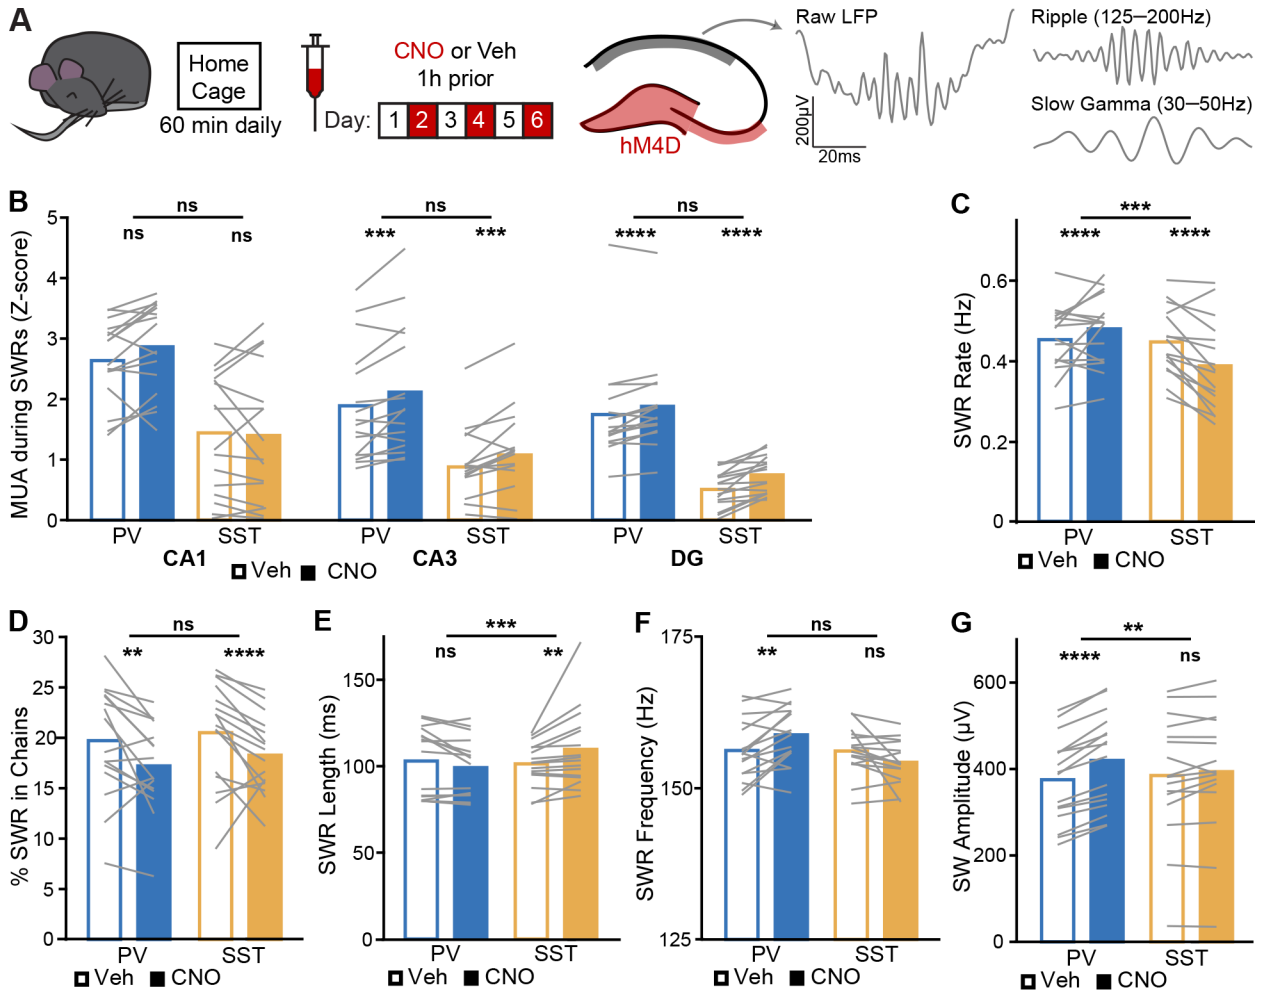 A
Home
Cage
60 min daily
CNO or Veh
1h prior
Day: 1 2 3 4 5 6
hM4D
Raw LFP
200µV
20ms
Ripple (125—200Hz)
Slow Gamma (30—50Hz)
B
MUA during SWRs (Z-score)
5
4
3
2
1
0
ns
ns ns
ns
*** ***
ns
**** ****
PV SST PV SST PV SST
CA1 CA3 DG
Veh CNO
C
SWR Rate (Hz)
0.6
0.4
0.2
0
***
**** ****
PV SST
Veh CNO
D
% SWR in Chains
30
25
20
15
10
5
0
ns
** ****
PV SST
Veh CNO
E
SWR Length (ms)
150
100
50
0
***
ns **
PV SST
Veh CNO
F
SWR Frequency (Hz)
175
150
125
ns
** ns
PV SST
Veh CNO
G
SW Amplitude (µV)
600
400
200
0
**
**** ns
PV SST
Veh CNO